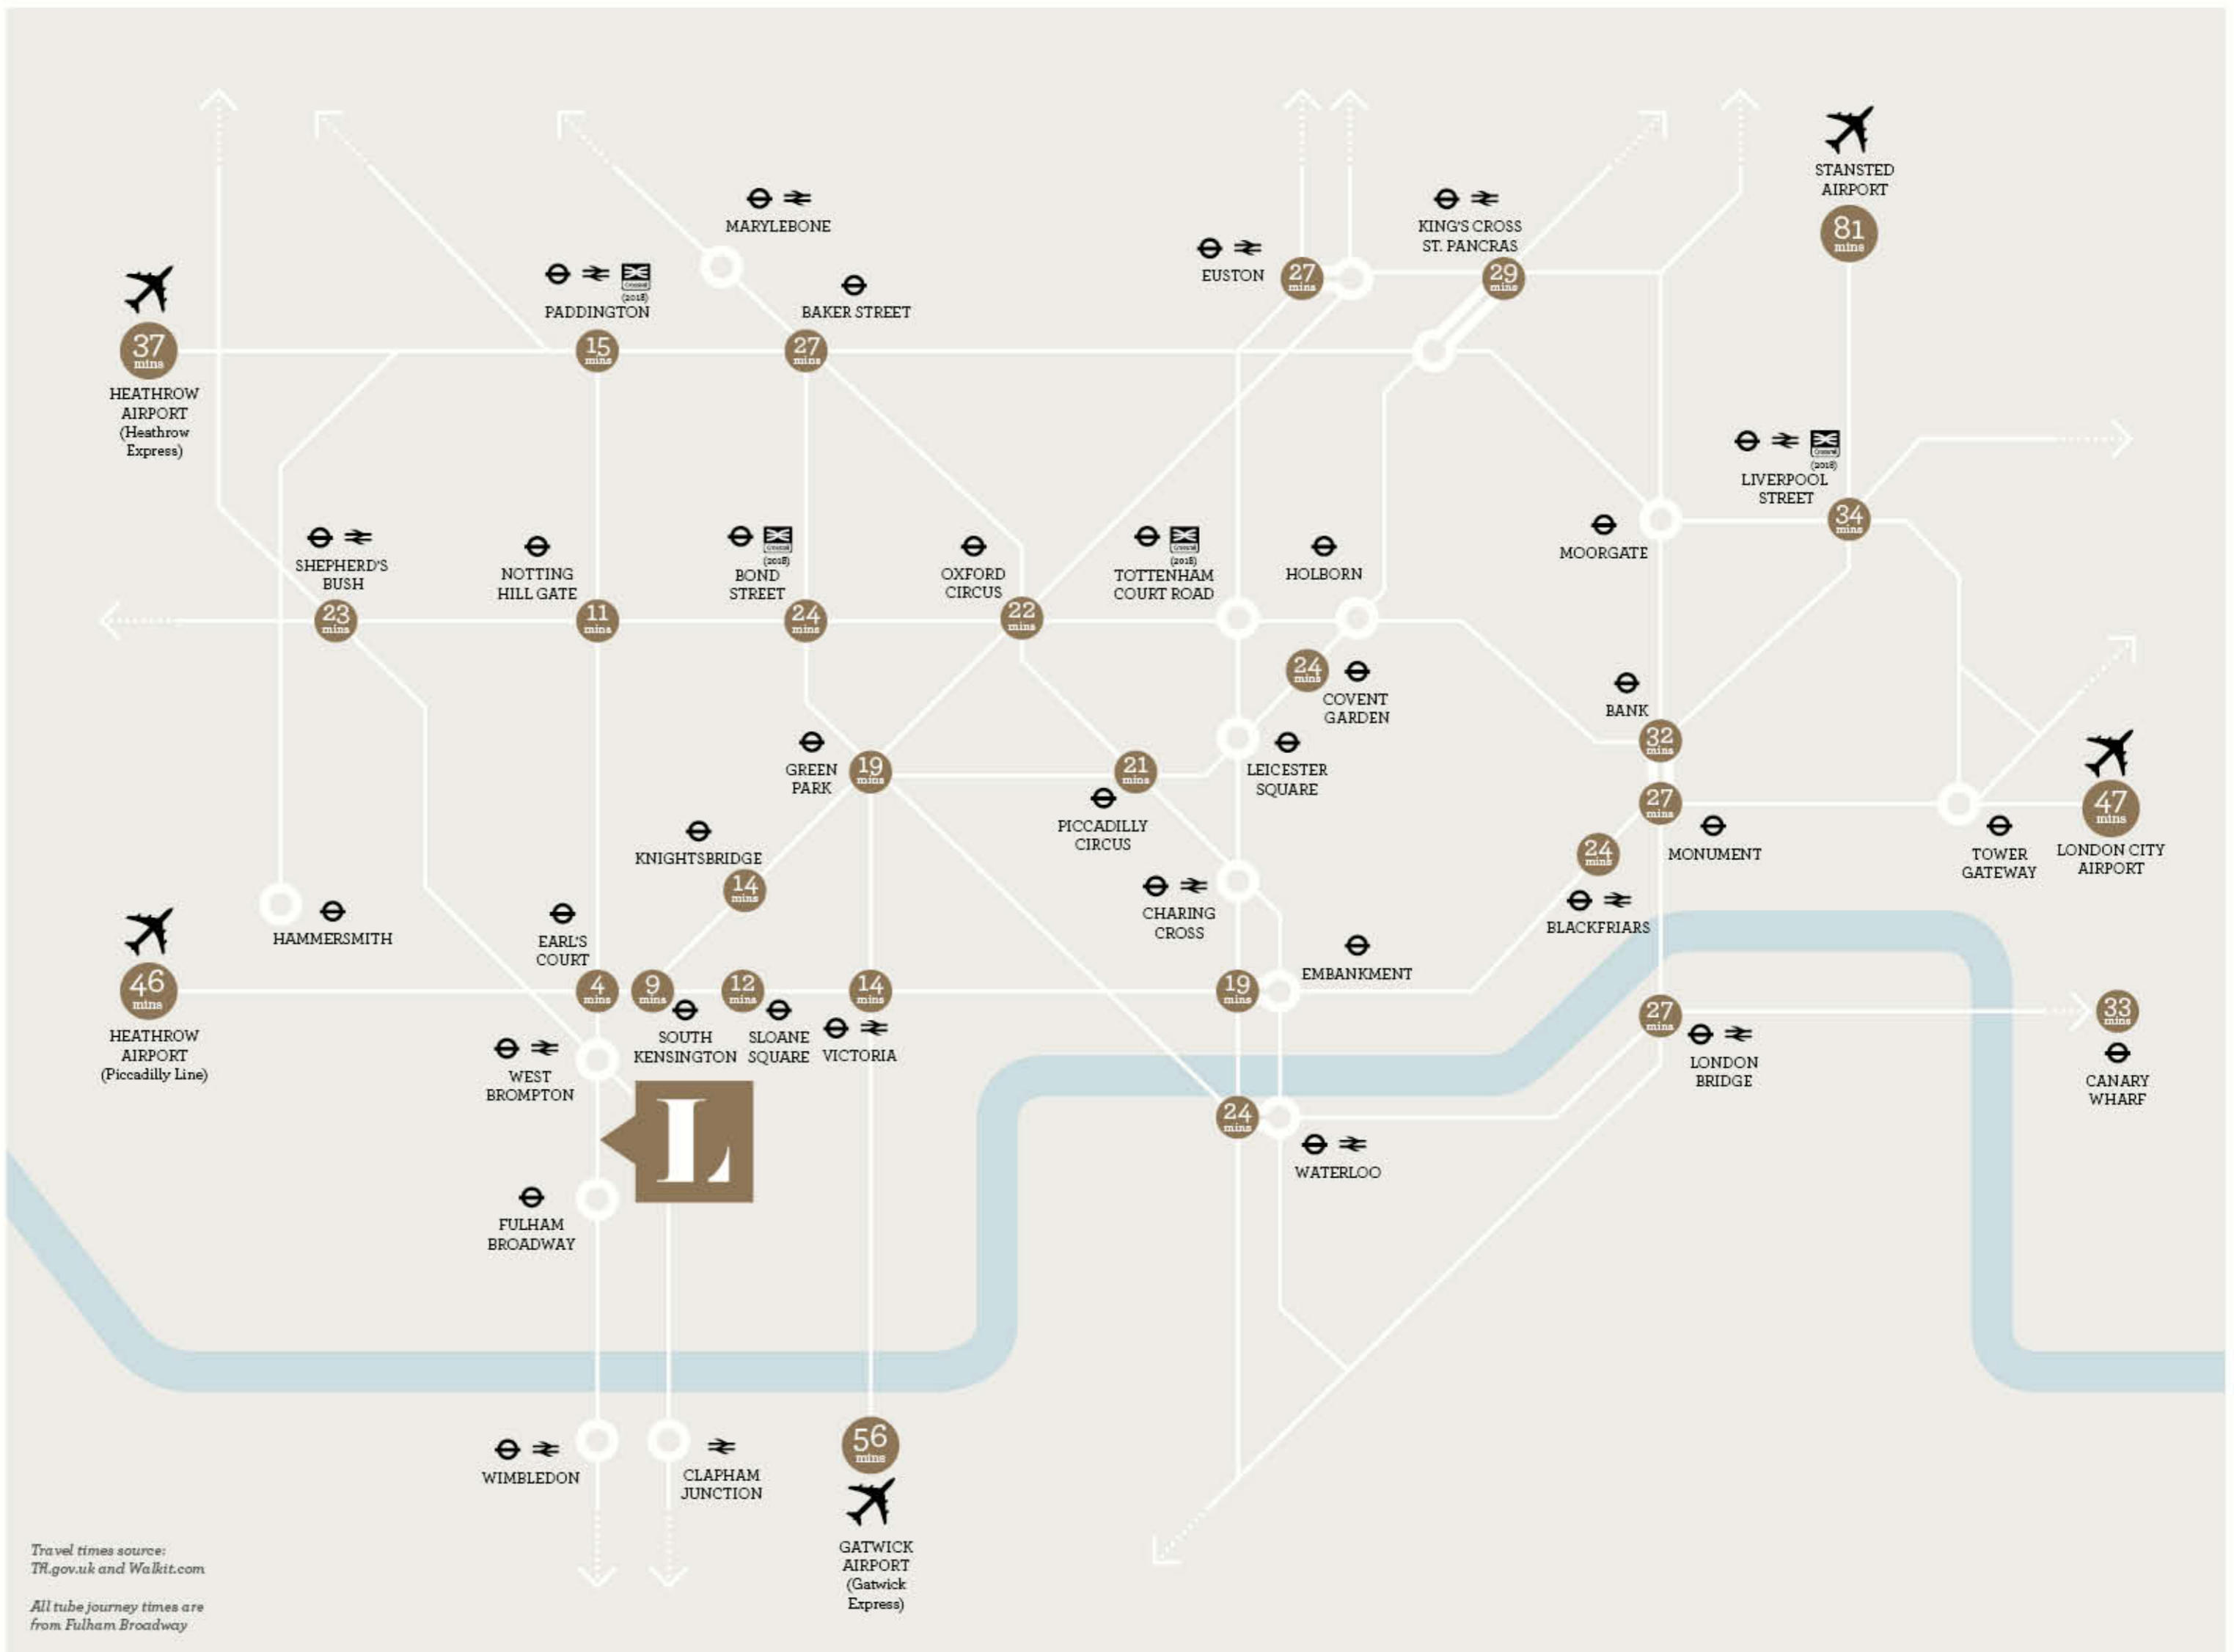 STANSTED
AIRPORT
81
mins
MARYLEBONE
KING'S CROSS
ST. PANCRAS
29
mins
EUSTON
27
mins
(2018)
PADDINGTON
15
mins
BAKER STREET
27
mins
37
mins
HEATHROW
AIRPORT
(Heathrow
Express)
Crossrail
(2018)
LIVERPOOL
STREET
34
mins
MOORGATE
SHEPHERD'S
BUSH
23
mins
NOTTING
HILL GATE
11
mins
(2018)
BOND
STREET
24
mins
OXFORD
CIRCUS
22
mins
(2018)
TOTTENHAM
COURT ROAD
HOLBORN
24
mins
COVENT
GARDEN
BANK
32
mins
GREEN
PARK
19
mins
21
mins
PICCADILLY
CIRCUS
LEICESTER
SQUARE
27
mins
MONUMENT
24
mins
BLACKFRIARS
TOWER
GATEWAY
47
mins
LONDON CITY
AIRPORT
KNIGHTSBRIDGE
14
mins
CHARING
CROSS
HAMMERSMITH
EARL'S
COURT
4
mins
9
mins
SOUTH
KENSINGTON
12
mins
SLOANE
SQUARE
14
mins
VICTORIA
19
mins
EMBANKMENT
46
mins
HEATHROW
AIRPORT
(Piccadilly Line)
27
mins
LONDON
BRIDGE
33
mins
CANARY
WHARF
WEST
BROMPTON
L
24
mins
WATERLOO
FULHAM
BROADWAY
WIMBLEDON
CLAPHAM
JUNCTION
56
mins
GATWICK
AIRPORT
(Gatwick
Express)
Travel times source:
Tfl.gov.uk and Walkit.com
All tube journey times are
from Fulham Broadway